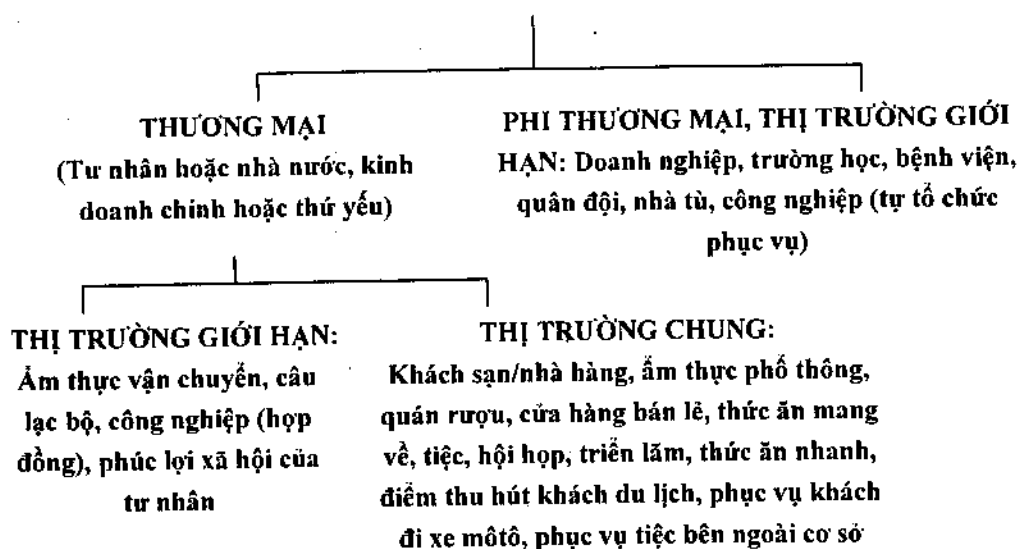 THƯƠNG MẠI
(Tư nhân hoặc nhà nước, kinh
doanh chính hoặc thứ yếu)
PHI THƯƠNG MẠI, THỊ TRƯỜNG GIỚI
HẠN: Doanh nghiệp, trường học, bệnh viện,
quân đội, nhà tù, công nghiệp (tự tổ chức
phục vụ)
THỊ TRƯỜNG GIỚI HẠN:
Ẩm thực vận chuyển, câu
lạc bộ, công nghiệp (hợp
đồng), phúc lợi xã hội của
tư nhân
THỊ TRƯỜNG CHUNG:
Khách sạn/nhà hàng, ẩm thực phổ thông,
quán rượu, cửa hàng bán lẻ, thức ăn mang
về, tiệc, hội họp, triển lãm, thức ăn nhanh,
điểm thu hút khách du lịch, phục vụ khách
đi xe môtô, phục vụ tiệc bên ngoài cơ sở